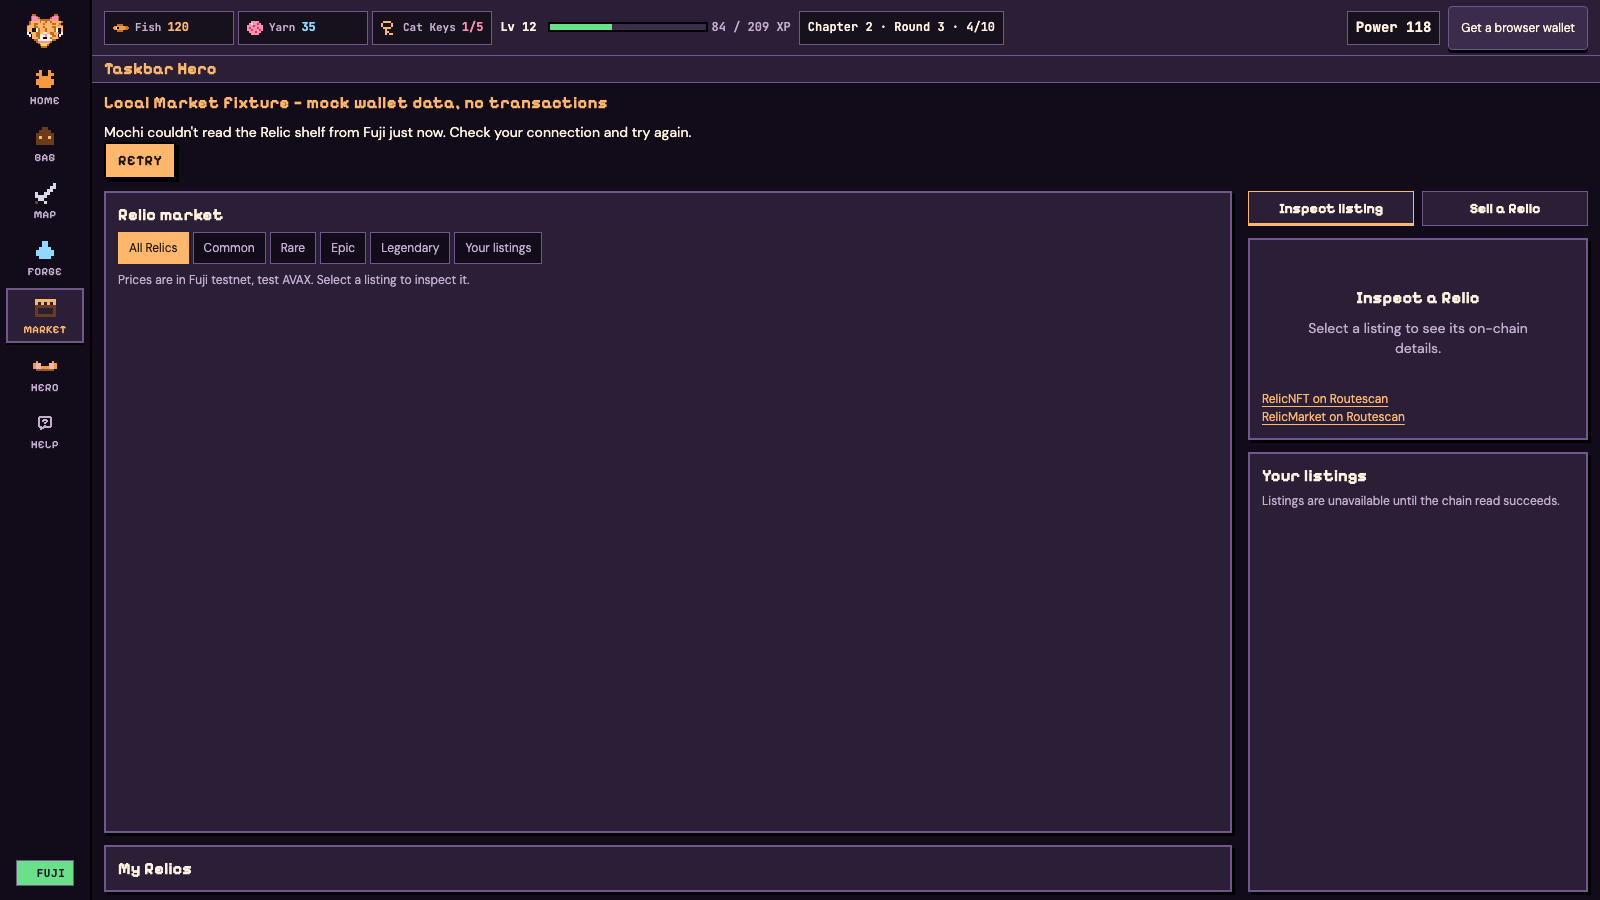 Fish 120
Yarn 35
Cat Keys 1/5
Lv 12
84 / 209 XP
Chapter 2 · Round 3 · 4/10
Power 118
Get a browser wallet
HOME
BAG
MAP
FORGE
MARKET
HERO
HELP
FUJI
Taskbar Hero
Local Market Fixture - mock wallet data, no transactions
Mochi couldn't read the Relic shelf from Fuji just now. Check your connection and try again.
RETRY
Relic market
All Relics
Common
Rare
Epic
Legendary
Your listings
Prices are in Fuji testnet, test AVAX. Select a listing to inspect it.
My Relics
Inspect listing
Sell a Relic
Inspect a Relic
Select a listing to see its on-chain
details.
RelicNFT on Routescan
RelicMarket on Routescan
Your listings
Listings are unavailable until the chain read succeeds.